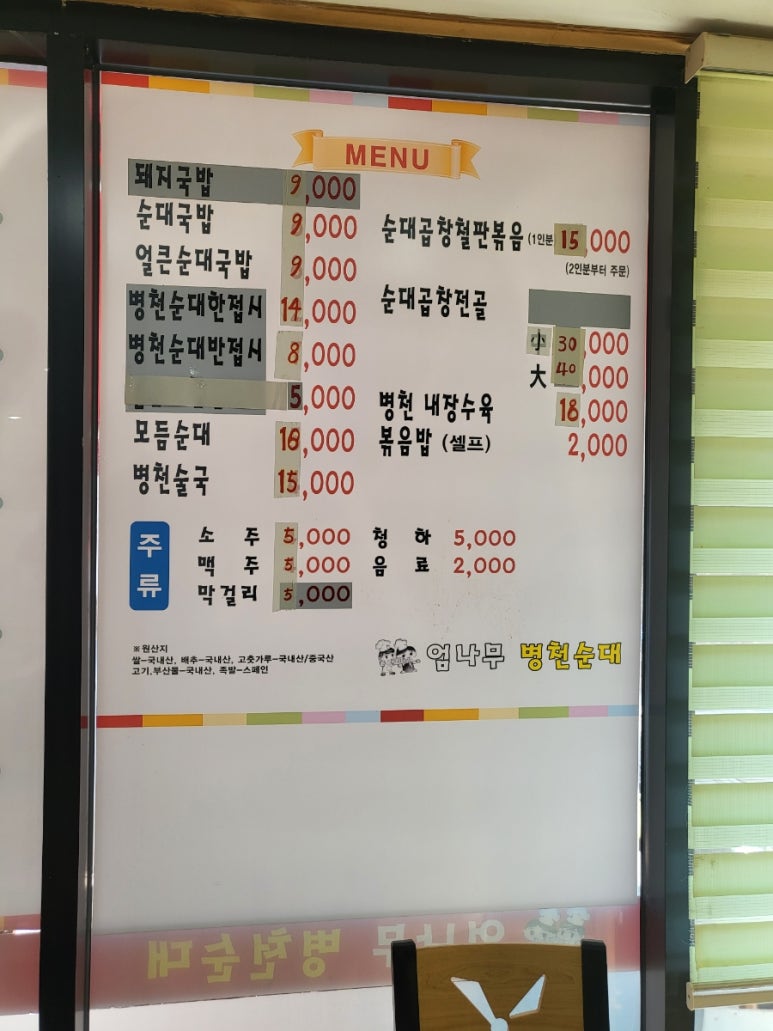 MENU
돼지국밥 9,000
순대국밥 9,000
얼큰순대국밥 9,000
병천순대한접시 14,000
병천순대반접시 8,000
5,000
모듬순대
,000
병천술국 15,000
순대곱창철판볶음 (1인분 15,000
(2인분부터 주문)
순대곱창전골
小 30,000
大 40,000
병천 내장수육 18,000
볶음밥 (셀프) 2,000
주류
소주 5,000 청하 5,000
맥주 5,000 음료 2,000
막걸리 5,000
※원산지
쌀-국내산, 배추-국내산, 고춧가루-국내산/중국산
고기,부산물-국내산, 족발-스페인
엄나무 병천순대
엄나무 병천순대